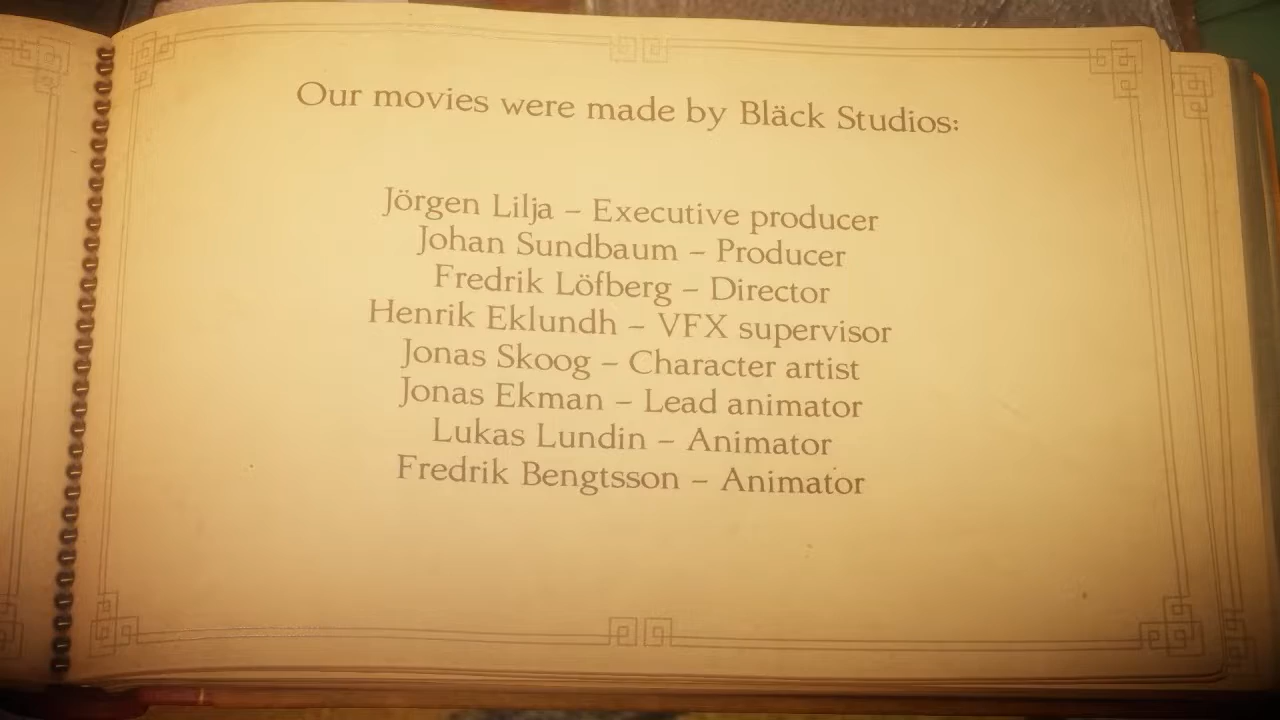 Our movies were made by Bläck Studios:
Jörgen Lilja – Executive producer
Johan Sundbaum – Producer
Fredrik Löfberg – Director
Henrik Eklundh – VFX supervisor
Jonas Skoog – Character artist
Jonas Ekman – Lead animator
Lukas Lundin – Animator
Fredrik Bengtsson – Animator